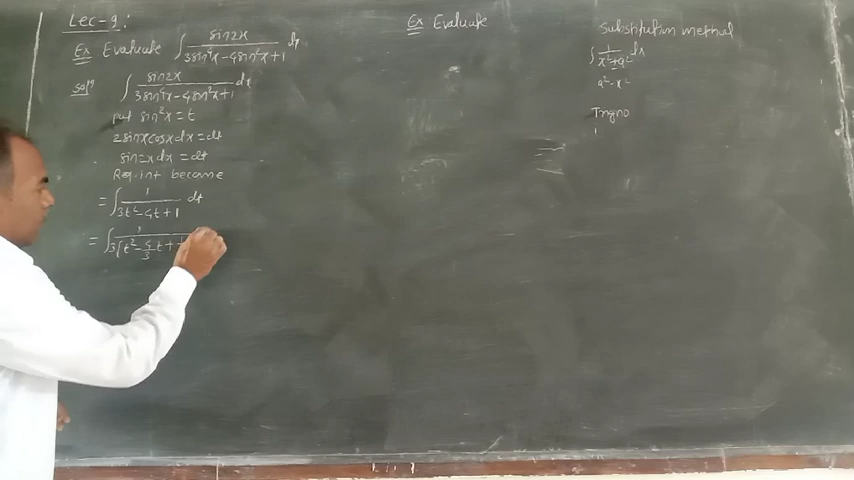 Lec-9:
Ex Evaluate ∫ sin2x / 3sin⁴x - 4sin²x + 1 dx
Solⁿ ∫ sin2x / 3sin⁴x - 4sin²x + 1 dx
put sin²x = t
2sinxcosx dx = dt
sin2x dx = dt
Req. int become
= ∫ 1 / 3t² - 4t + 1 dt
= ∫ 1 / 3[t² - 4/3 t +
Ex Evaluate
Substitution method
∫ 1 / x² + a² dx
a² - x²
Trigno